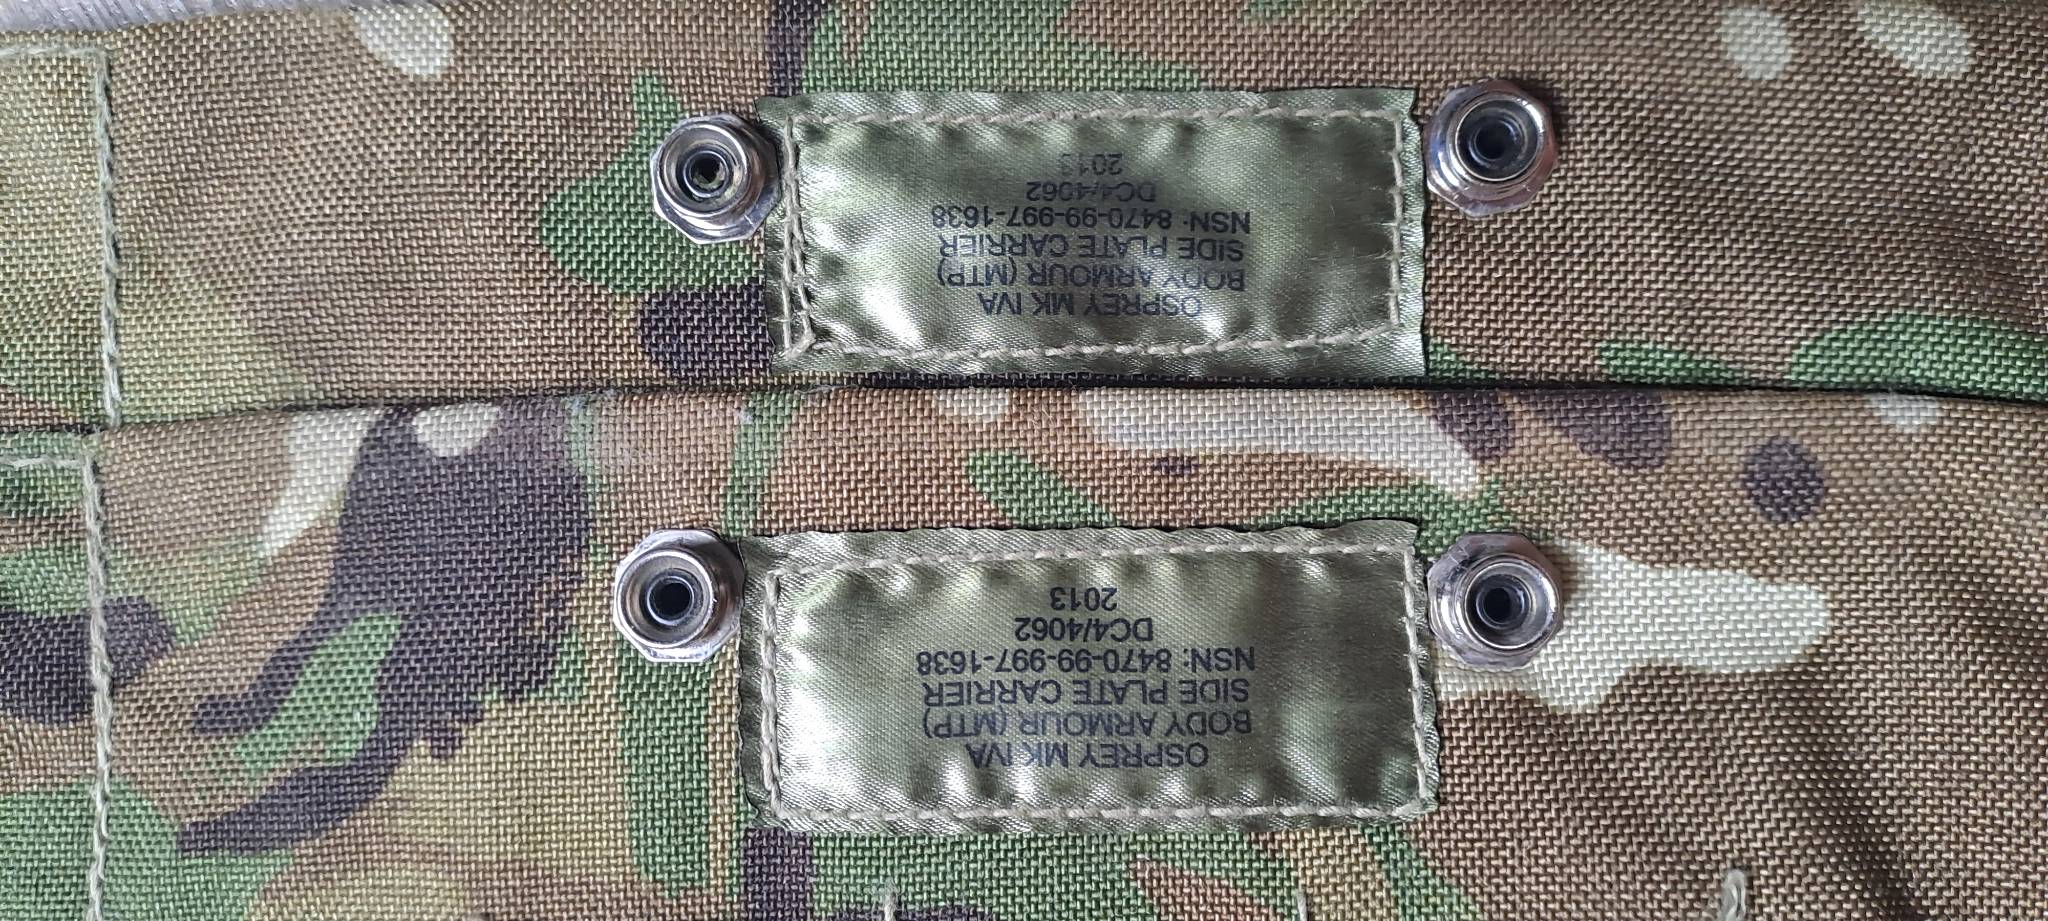 OSPREY MK IVA
BODY ARMOUR (MTP)
SIDE PLATE CARRIER
NSN: 8470-99-997-1638
DC4/4062
2013
OSPREY MK IVA
BODY ARMOUR (MTP)
SIDE PLATE CARRIER
NSN: 8470-99-997-1638
DC4/4062
2013